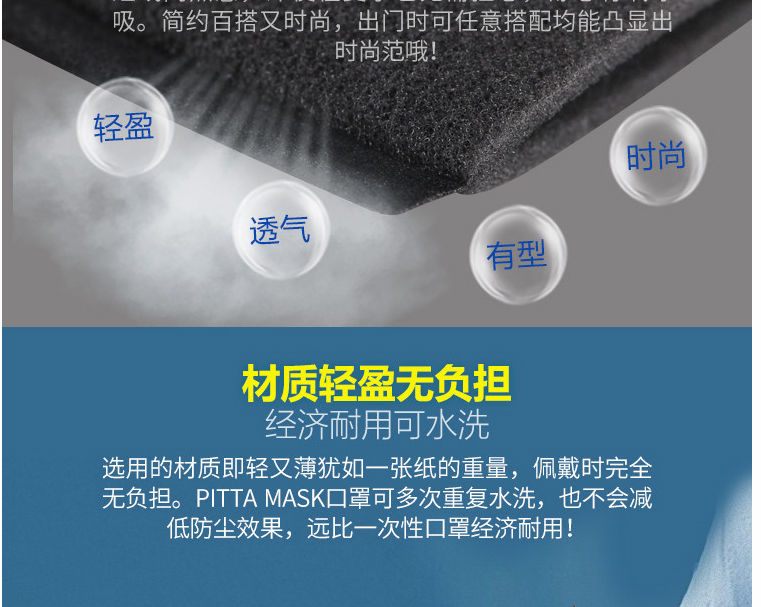 吸。简约百搭又时尚，出门时可任意搭配均能凸显出
时尚范哦！
轻盈
时尚
透气
有型
材质轻盈无负担
经济耐用可水洗
选用的材质即轻又薄犹如一张纸的重量，佩戴时完全
无负担。PITTA MASK口罩可多次重复水洗，也不会减
低防尘效果，远比一次性口罩经济耐用！